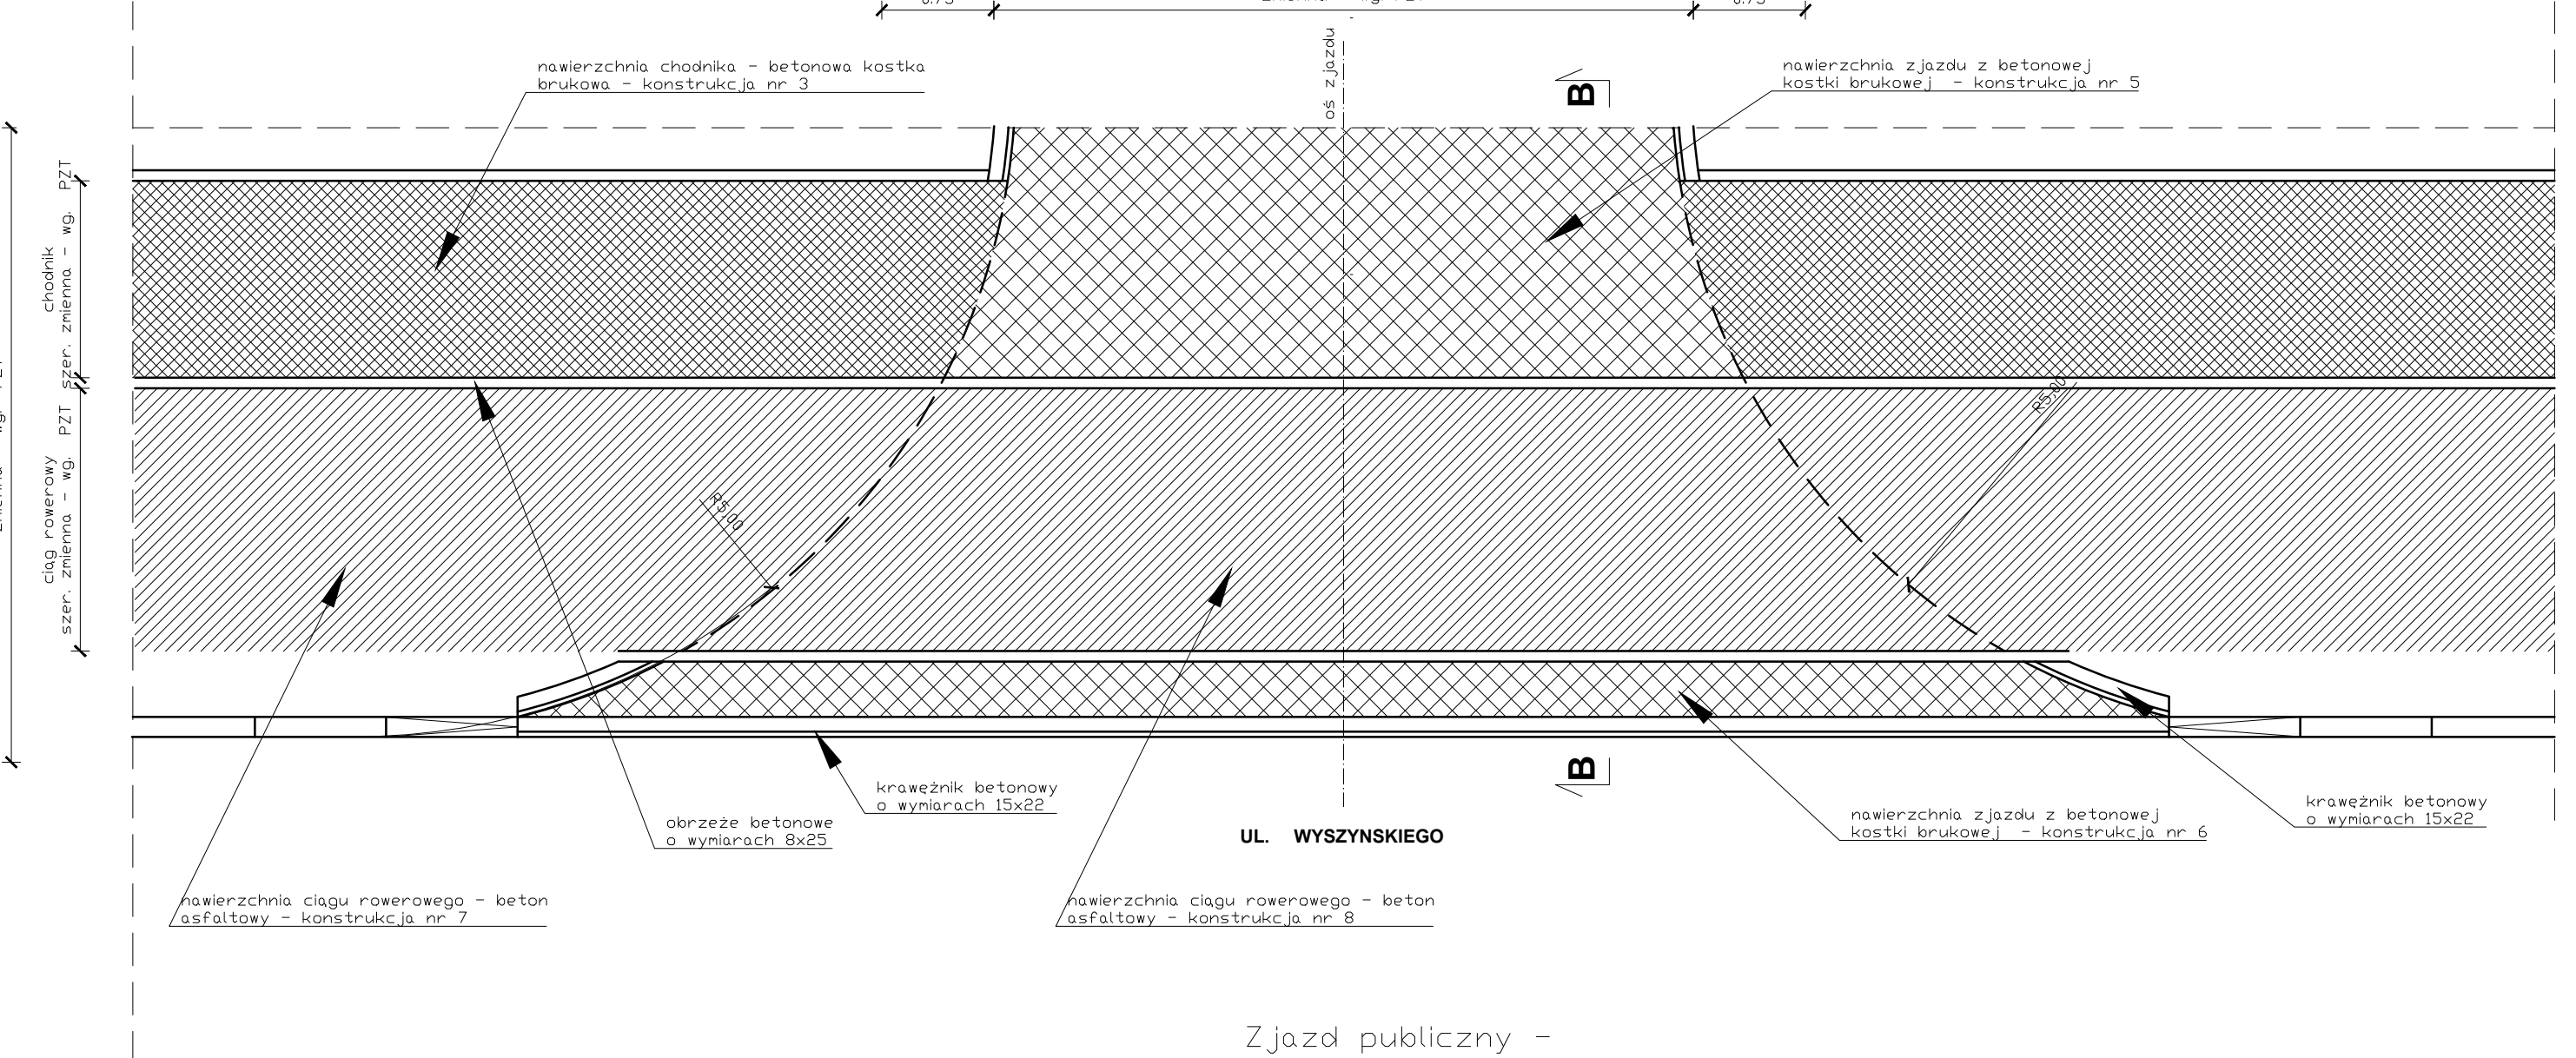 oś zjazdu
nawierzchnia chodnika - betonowa kostka
brukowa - konstrukcja nr 3
nawierzchnia zjazdu z betonowej
kostki brukowej - konstrukcja nr 5
B
chodnik
szer. zmienna - wg. PZT
ciąg rowerowy
szer. zmienna - wg. PZT
R5,00
R5,00
B
krawężnik betonowy
o wymiarach 15x22
obrzeże betonowe
o wymiarach 8x25
UL. WYSZYNSKIEGO
nawierzchnia zjazdu z betonowej
kostki brukowej - konstrukcja nr 6
krawężnik betonowy
o wymiarach 15x22
nawierzchnia ciągu rowerowego - beton
asfaltowy - konstrukcja nr 7
nawierzchnia ciągu rowerowego - beton
asfaltowy - konstrukcja nr 8
Zjazd publiczny -